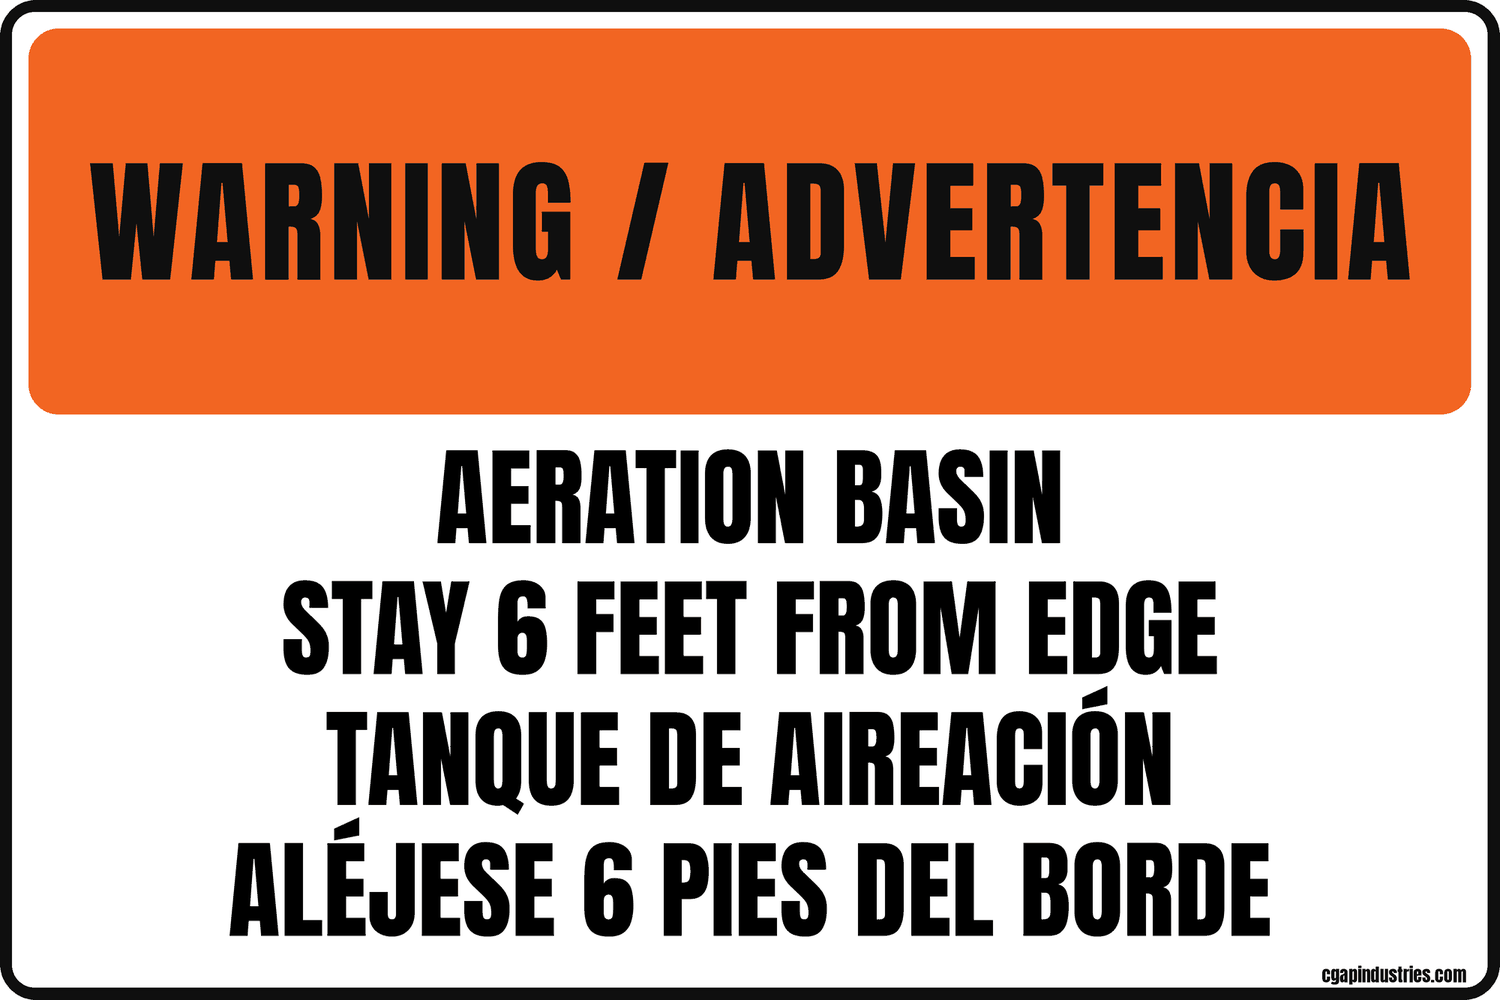 WARNING / ADVERTENCIA
AERATION BASIN
STAY 6 FEET FROM EDGE
TANQUE DE AIREACIÓN
ALÉJESE 6 PIES DEL BORDE
cgapindustries.com